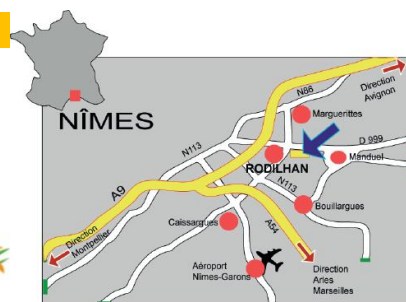 NÎMES
N86
Direction
Avignon
Marguerittes
D 999
N113
RODILHAN
Manduel
N113
A9
Bouillargues
Caissargues
A54
Direction
Montpellier
Aéroport
Nîmes-Garons
Direction
Arles
Marseilles